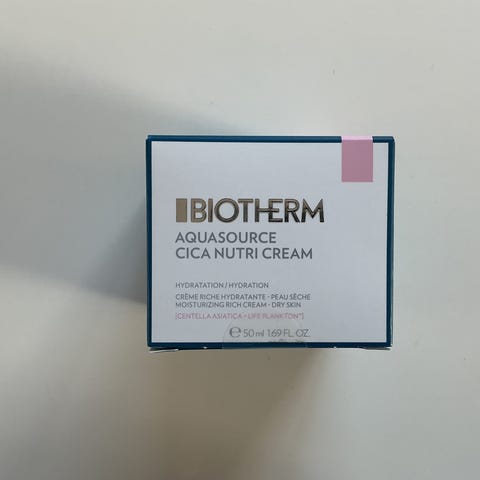 BIOTHERM
AQUASOURCE
CICA NUTRI CREAM
HYDRATATION / HYDRATION
CRÈME RICHE HYDRATANTE - PEAU SÈCHE
MOISTURIZING RICH CREAM - DRY SKIN
[CENTELLA ASIATICA + LIFE PLANKTON™]
℮ 50 ml 1.69 FL. OZ.